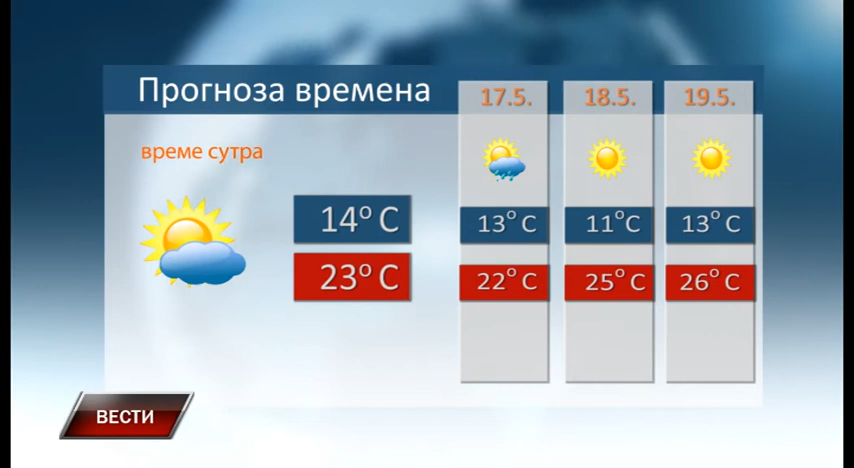 Прогноза времена
време сутра
14° C
23° C
17.5.
18.5.
19.5.
13° C
11°C
13° C
22° C
25° C
26° C
ВЕСТИ